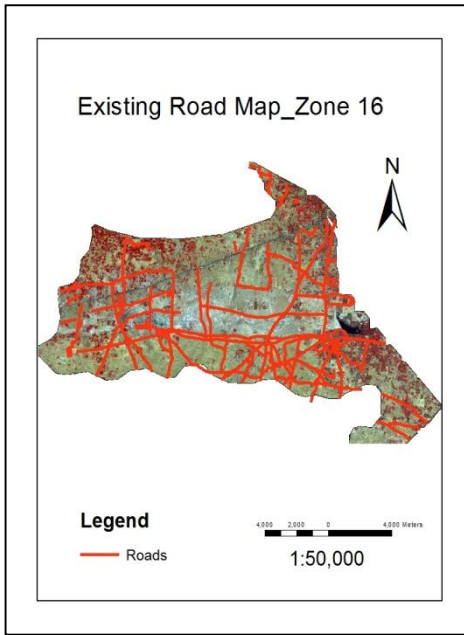 Existing Road Map_Zone 16
N
Legend
Roads
4,000 2,000 0 4,000 Meters
1:50,000